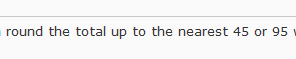 round the total up to the nearest 45 or 95